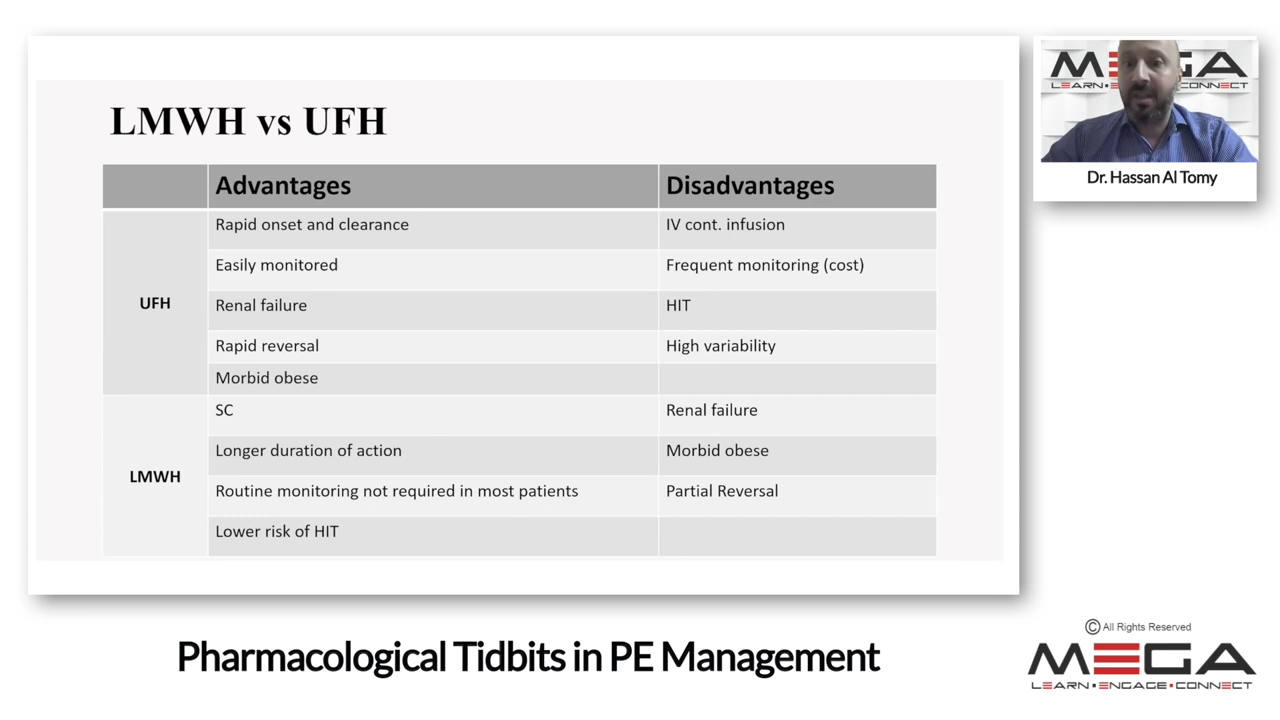 LMWH vs UFH
Advantages Disadvantages
UFH
Rapid onset and clearance IV cont. infusion
Easily monitored Frequent monitoring (cost)
Renal failure HIT
Rapid reversal High variability
Morbid obese
LMWH
SC Renal failure
Longer duration of action Morbid obese
Routine monitoring not required in most patients Partial Reversal
Lower risk of HIT
MEGA
LEARN CONNECT
Dr. Hassan Al Tomy
Pharmacological Tidbits in PE Management
© All Rights Reserved
MEGA
LEARN▪ENGAGE▪CONNECT